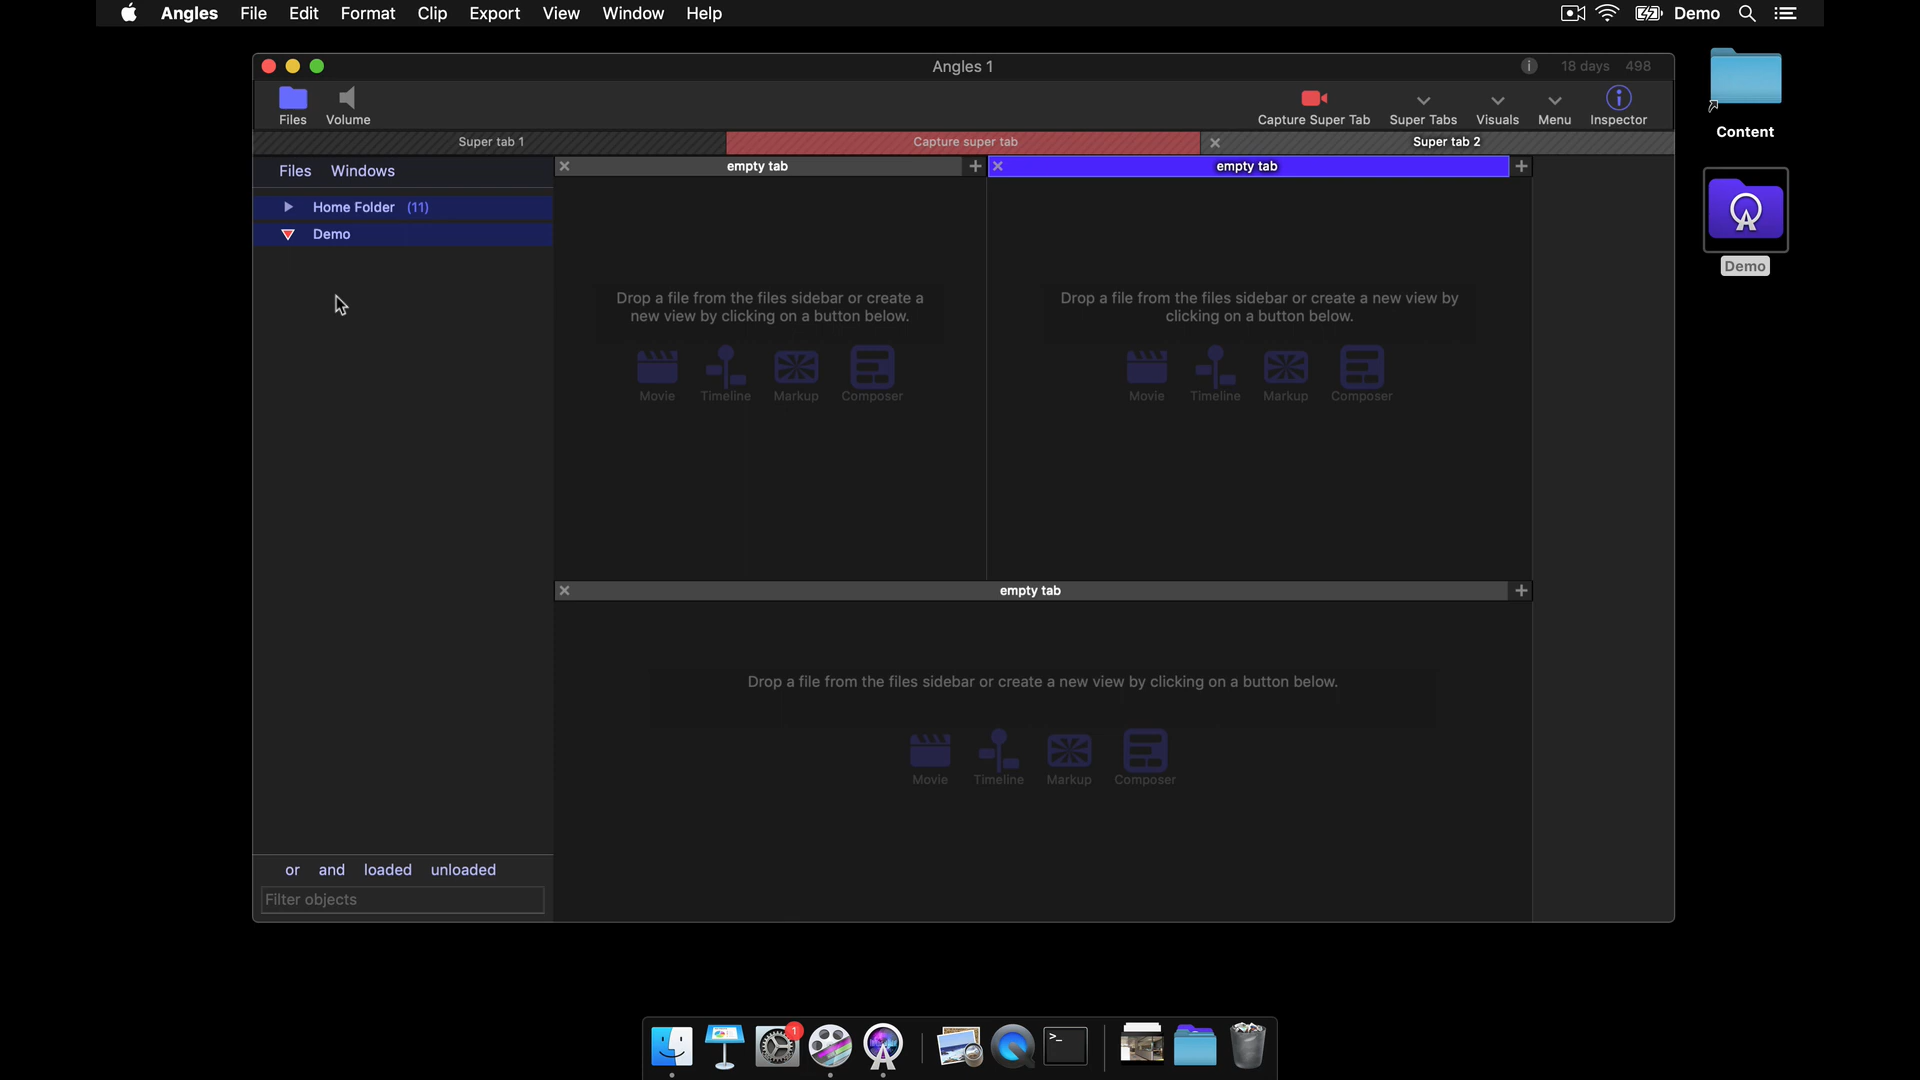 Angles File Edit Format Clip Export View Window Help Demo
Angles 1
18 days 498
Files Volume
Capture Super Tab Super Tabs Visuals Menu Inspector
Super tab 1 Capture super tab Super tab 2
Files Windows
empty tab
empty tab
Home Folder (11)
Demo
Content
Demo
Drop a file from the files sidebar or create a
new view by clicking on a button below.
Movie Timeline Markup Composer
Drop a file from the files sidebar or create a new view by
clicking on a button below.
Movie Timeline Markup Composer
empty tab
Drop a file from the files sidebar or create a new view by clicking on a button below.
Movie Timeline Markup Composer
or and loaded unloaded
Filter objects
1
>_